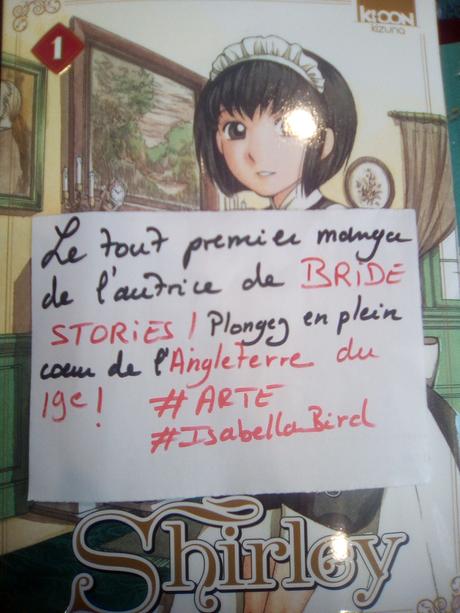 1
Ki-oon
kizuna
Le tout premier manga
de l'autrice de BRIDE
STORIES ! Plongez en plein
cœur de l'Angleterre du
19e ! # ARTE
#IsabellaBird
Shirley